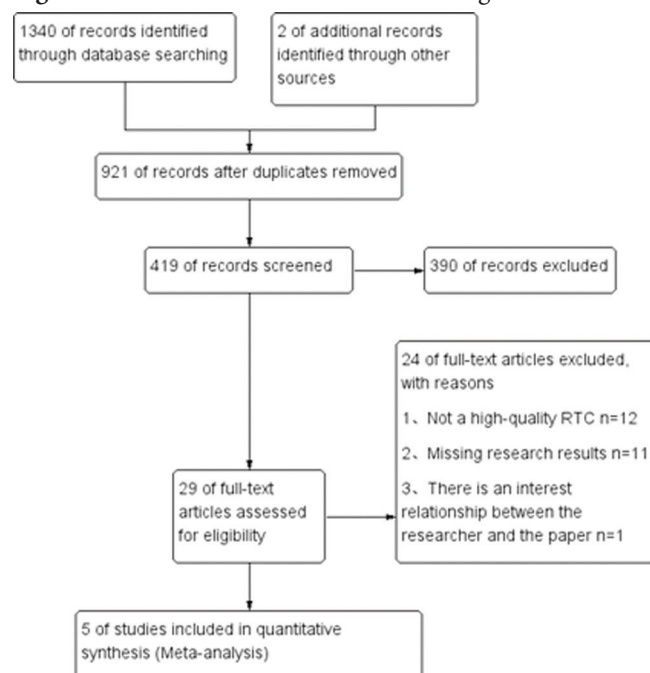 1340 of records identified
through database searching
2 of additional records
identified through other
sources
921 of records after duplicates removed
419 of records screened
390 of records excluded
24 of full-text articles excluded,
with reasons
1、Not a high-quality RTC n=12
2、Missing research results n=11
3、There is an interest
relationship between the
researcher and the paper n=1
29 of full-text
articles assessed
for eligibility
5 of studies included in quantitative
synthesis (Meta-analysis)